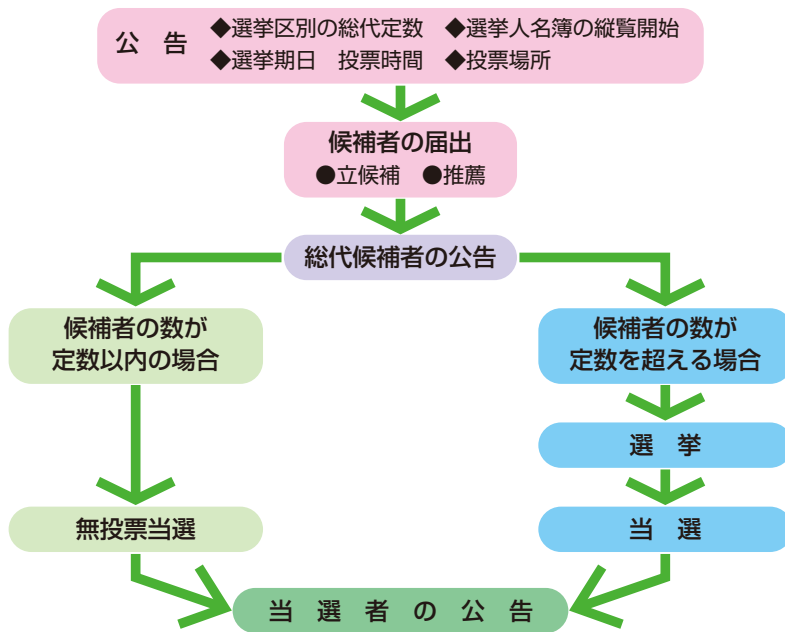 公　告
◆選挙区別の総代定数　◆選挙人名簿の縦覧開始
◆選挙期日　投票時間　◆投票場所
候補者の届出
●立候補　●推薦
総代候補者の公告
候補者の数が
定数以内の場合
候補者の数が
定数を超える場合
選　挙
無投票当選
当　選
当　選　者　の　公　告